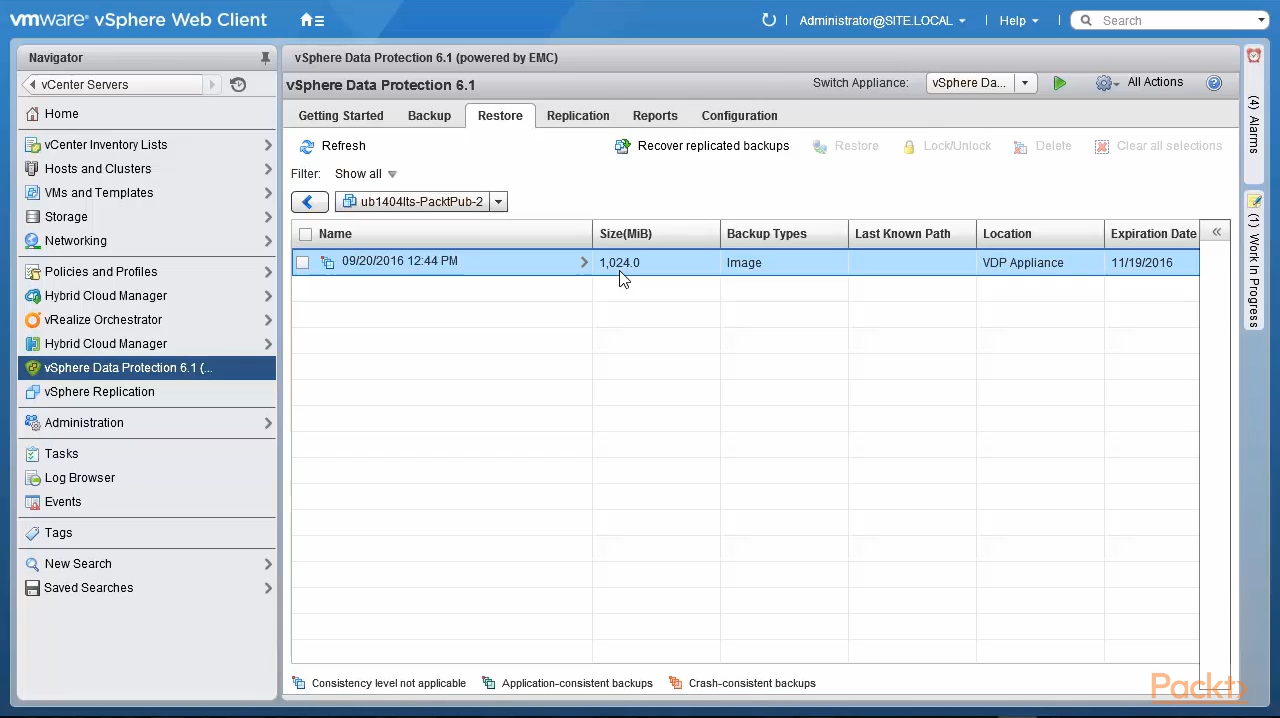 vmware® vSphere Web Client
Administrator@SITE.LOCAL
Help
Search
Navigator
vCenter Servers
Home
vCenter Inventory Lists
Hosts and Clusters
VMs and Templates
Storage
Networking
Policies and Profiles
Hybrid Cloud Manager
vRealize Orchestrator
Hybrid Cloud Manager
vSphere Data Protection 6.1 (...
vSphere Replication
Administration
Tasks
Log Browser
Events
Tags
New Search
Saved Searches
vSphere Data Protection 6.1 (powered by EMC)
vSphere Data Protection 6.1
Switch Appliance: vSphere Da... All Actions
Getting Started Backup Restore Replication Reports Configuration
Refresh Recover replicated backups Restore Lock/Unlock Delete Clear all selections
Filter: Show all
ub1404lts-PacktPub-2
Name Size(MiB) Backup Types Last Known Path Location Expiration Date
09/20/2016 12:44 PM 1,024.0 Image VDP Appliance 11/19/2016
Consistency level not applicable Application-consistent backups Crash-consistent backups
(4) Alarms
(1) Work In Progress
Packt